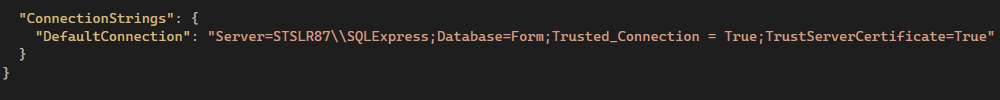 "ConnectionStrings": {
"DefaultConnection": "Server=STSLR87\\SQLExpress;Database=Form;Trusted_Connection = True;TrustServerCertificate=True"
}
}